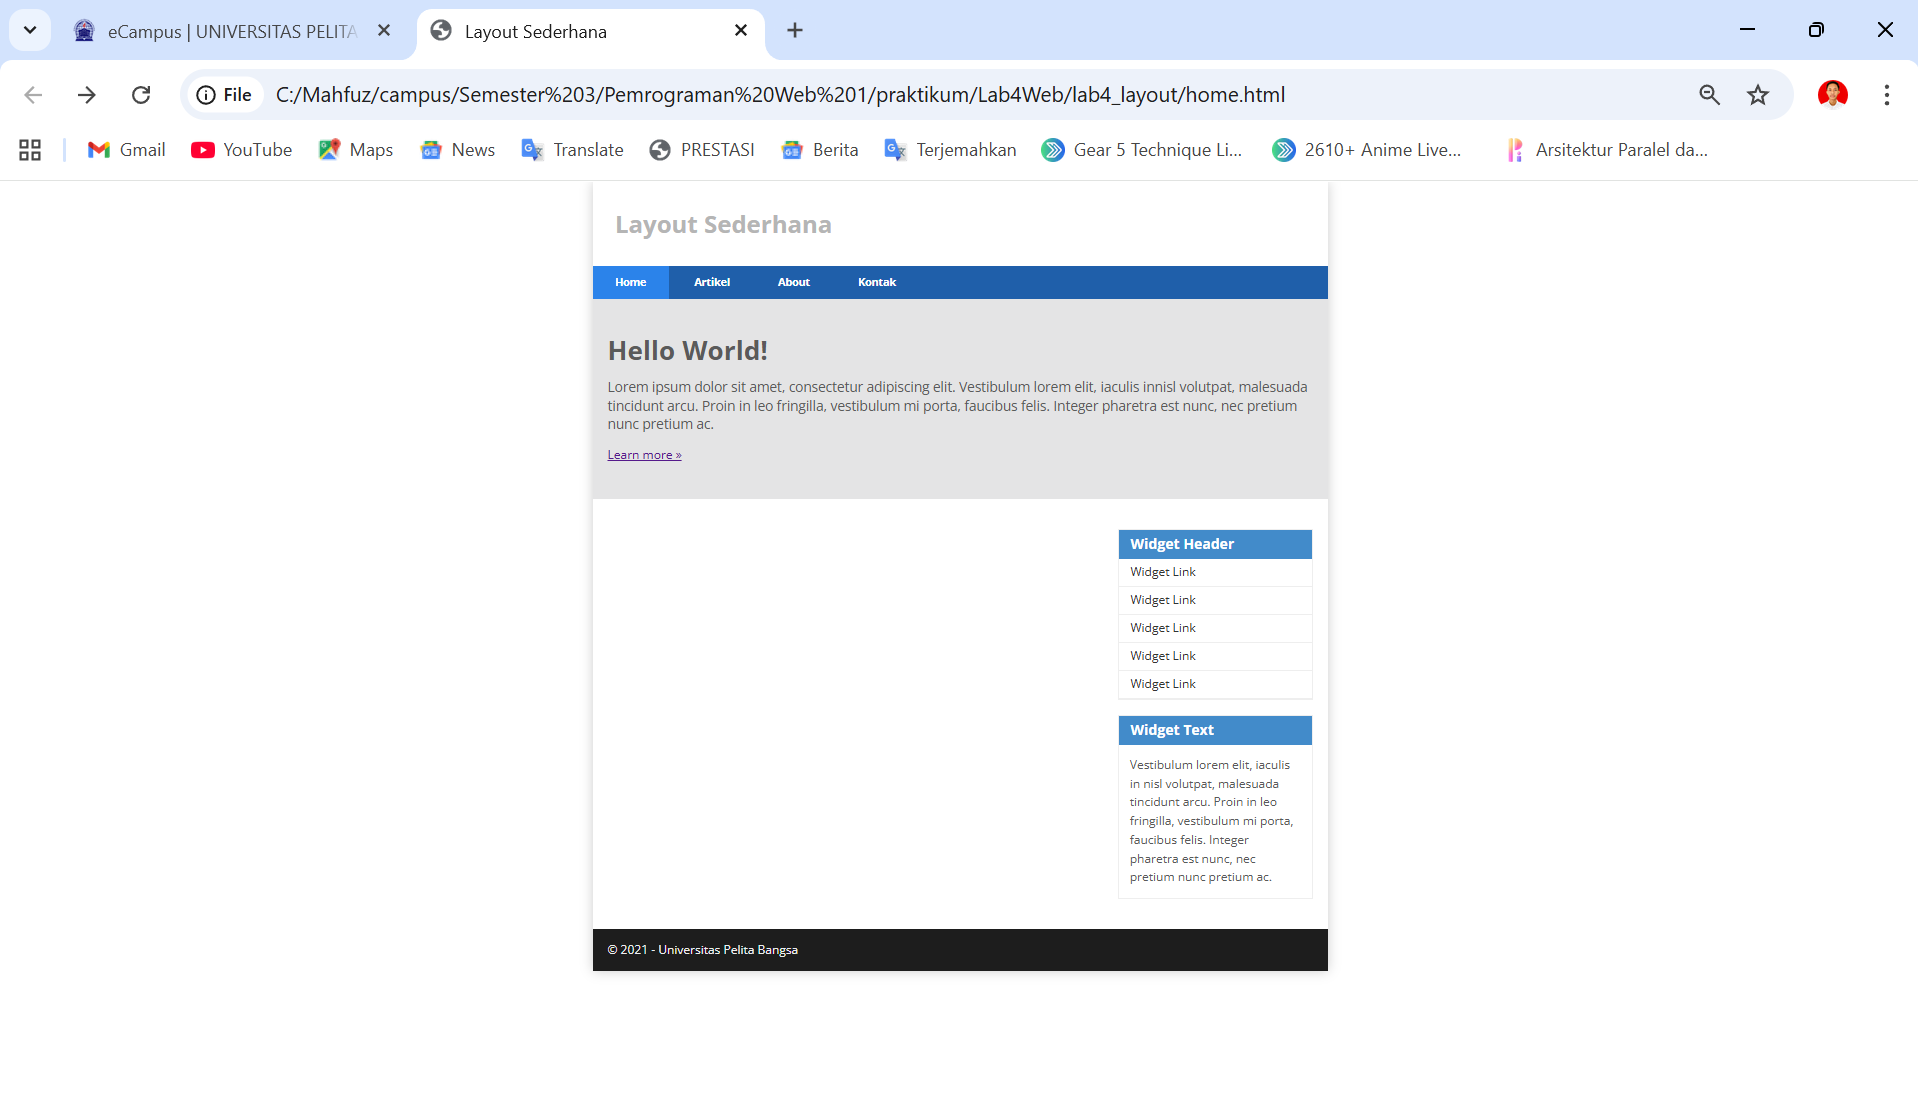 eCampus | UNIVERSITAS PELITA
Layout Sederhana
File
C:/Mahfuz/campus/Semester%203/Pemrograman%20Web%201/praktikum/Lab4Web/lab4_layout/home.html
Gmail
YouTube
Maps
News
Translate
PRESTASI
Berita
Terjemahkan
Gear 5 Technique Li...
2610+ Anime Live...
Arsitektur Paralel da...
Layout Sederhana
Home Artikel About Kontak
Hello World!
Lorem ipsum dolor sit amet, consectetur adipiscing elit. Vestibulum lorem elit, iaculis innisl volutpat, malesuada
tincidunt arcu. Proin in leo fringilla, vestibulum mi porta, faucibus felis. Integer pharetra est nunc, nec pretium
nunc pretium ac.
Learn more »
Widget Header
Widget Link
Widget Link
Widget Link
Widget Link
Widget Link
Widget Text
Vestibulum lorem elit, iaculis
in nisl volutpat, malesuada
tincidunt arcu. Proin in leo
fringilla, vestibulum mi porta,
faucibus felis. Integer
pharetra est nunc, nec
pretium nunc pretium ac.
© 2021 - Universitas Pelita Bangsa